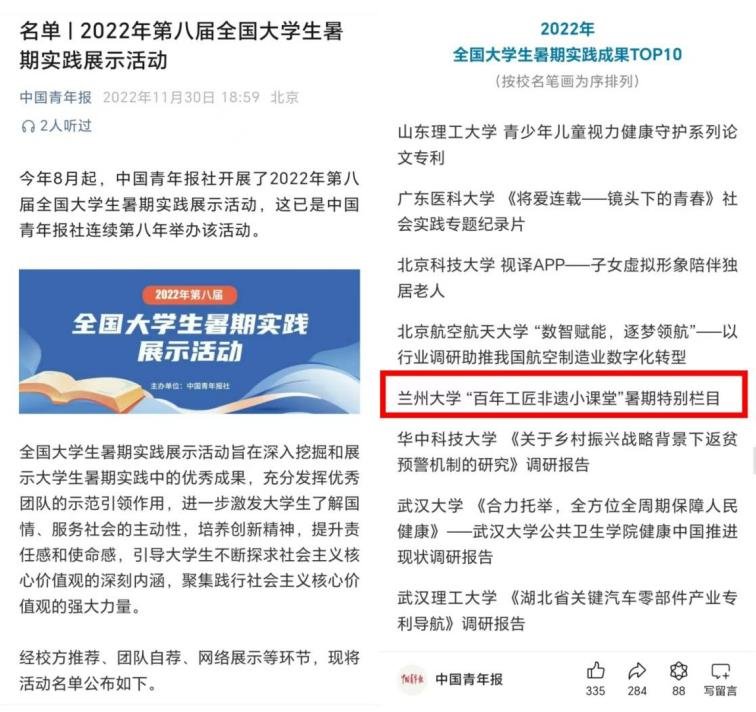 名单 | 2022年第八届全国大学生暑
期实践展示活动
中国青年报 2022年11月30日 18:59 北京
2人听过
今年8月起，中国青年报社开展了2022年第八
届全国大学生暑期实践展示活动，这已是中国
青年报社连续第八年举办该活动。
2022年第八届
全国大学生暑期实践
展示活动
主办单位：中国青年报社
全国大学生暑期实践展示活动旨在深入挖掘和展
示大学生暑期实践中的优秀成果，充分发挥优秀
团队的示范引领作用，进一步激发大学生了解国
情、服务社会的主动性，培养创新精神，提升责
任感和使命感，引导大学生不断探求社会主义核
心价值观的深刻内涵，聚集践行社会主义核心价
值观的强大力量。
经校方推荐、团队自荐、网络展示等环节，现将
活动名单公布如下。
2022年
全国大学生暑期实践成果TOP10
（按校名笔画为序排列）
山东理工大学 青少年儿童视力健康守护系列论
文专利
广东医科大学 《将爱连载——镜头下的青春》社
会实践专题纪录片
北京科技大学 视译APP——子女虚拟形象陪伴独
居老人
北京航空航天大学 “数智赋能，逐梦领航”——以
行业调研助推我国航空制造业数字化转型
兰州大学 “百年工匠非遗小课堂”暑期特别栏目
华中科技大学 《关于乡村振兴战略背景下返贫
预警机制的研究》调研报告
武汉大学 《合力托举，全方位全周期保障人民
健康》——武汉大学公共卫生学院健康中国推进
现状调研报告
武汉理工大学 《湖北省关键汽车零部件产业专
利导航》调研报告
中国青年报 中国青年报
335 284 88 写留言